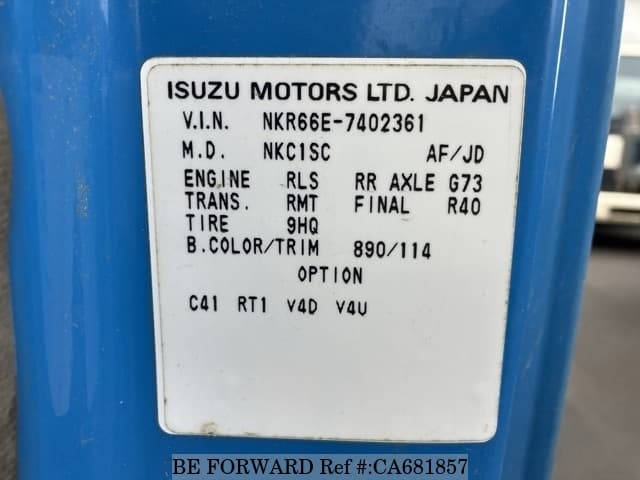 ISUZU MOTORS LTD. JAPAN
V.I.N. NKR66E-7402361
M.D. NKC1SC AF/JD
ENGINE RLS RR AXLE G73
TRANS. RMT FINAL R40
TIRE 9HQ
B.COLOR/TRIM 890/114
OPTION
C41 RT1 V4D V4U
BE FORWARD Ref #:CA681857